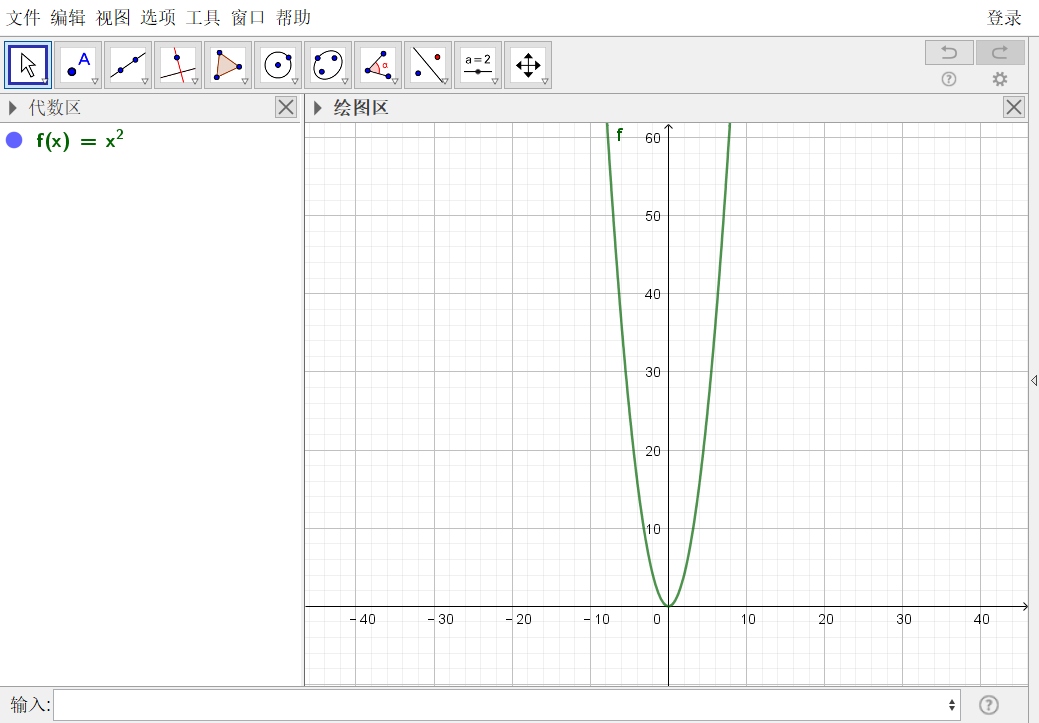 文件 编辑 视图 选项 工具 窗口 帮助 登录
A α a = 2
代数区 绘图区
f(x) = x²
f
60
50
40
30
20
10
-40 -30 -20 -10 0 10 20 30 40
输入: